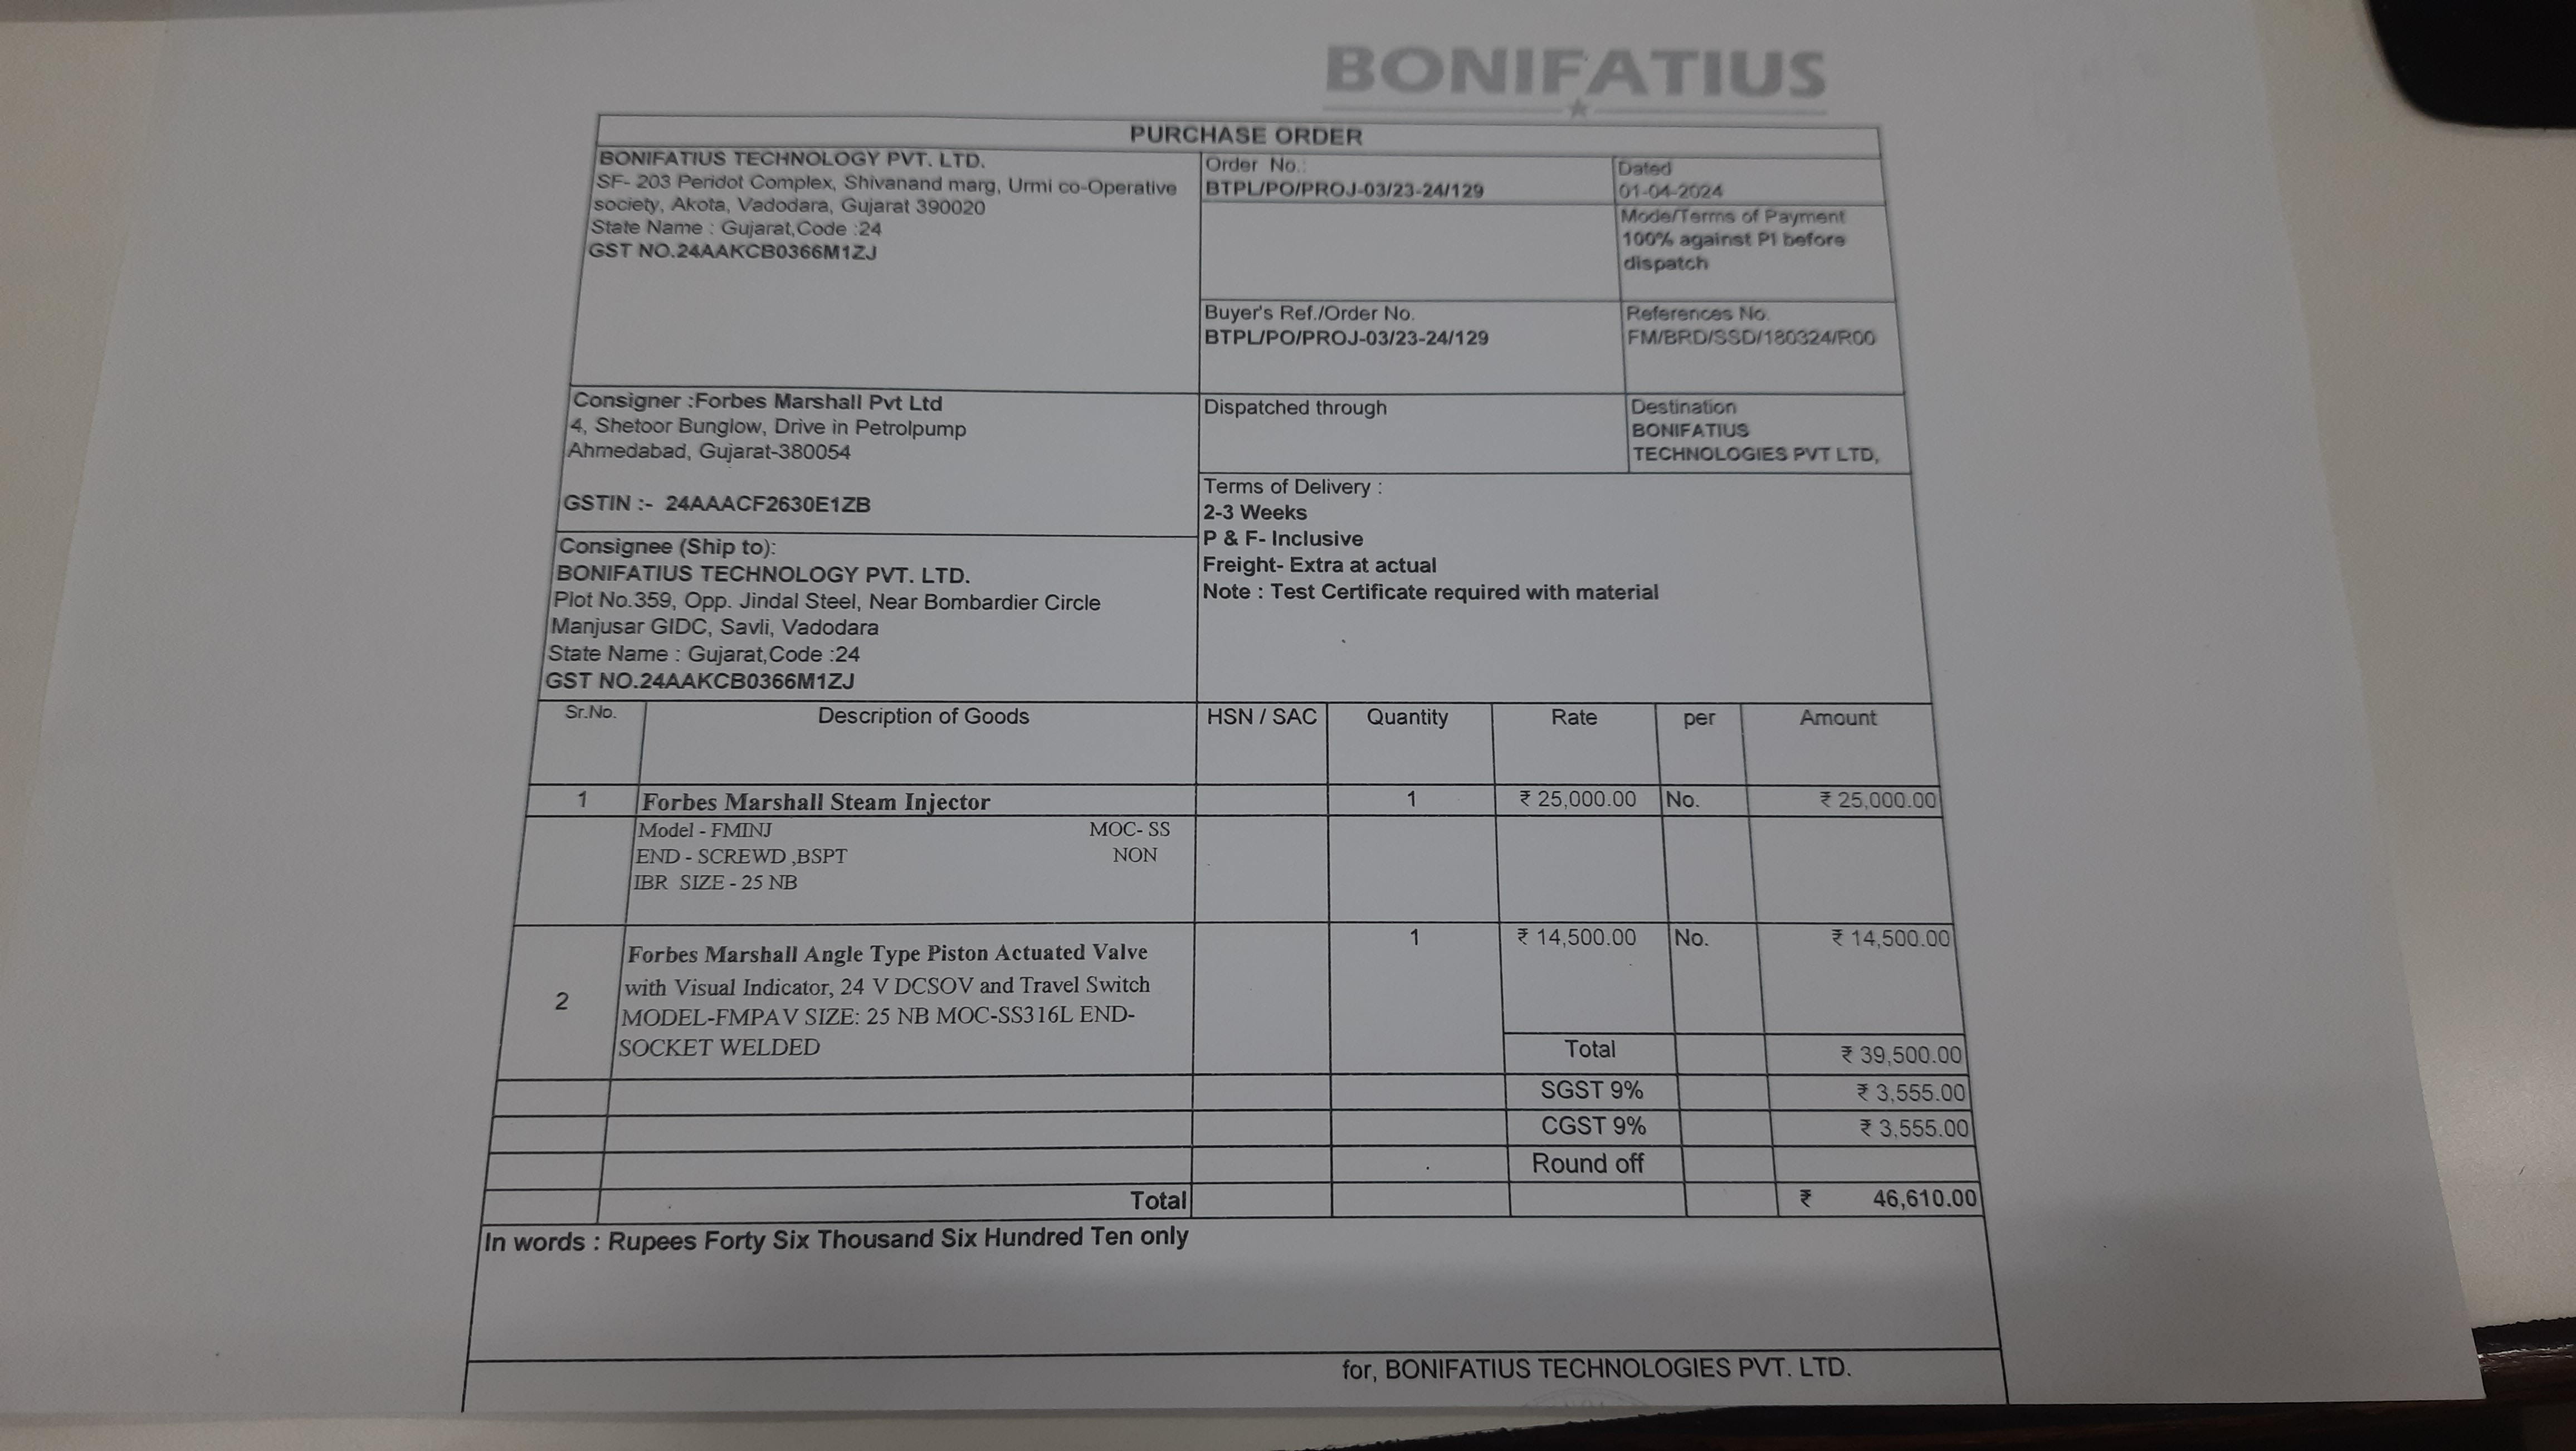 BONIFATIUS
PURCHASE ORDER
BONIFATIUS TECHNOLOGY PVT. LTD.
SF- 203 Peridot Complex, Shivanand marg, Urmi co-Operative
society, Akota, Vadodara, Gujarat 390020
State Name : Gujarat,Code :24
GST NO.24AAKCB0366M1ZJ
Order No.:
BTPL/PO/PROJ-03/23-24/129
Dated
01-04-2024
Mode/Terms of Payment
100% against PI before
dispatch
Buyer's Ref./Order No.
BTPL/PO/PROJ-03/23-24/129
References No.
FM/BRD/SSD/180324/R00
Consigner :Forbes Marshall Pvt Ltd
4, Shetoor Bunglow, Drive in Petrolpump
Ahmedabad, Gujarat-380054
GSTIN :- 24AAACF2630E1ZB
Dispatched through
Destination
BONIFATIUS
TECHNOLOGIES PVT LTD,
Consignee (Ship to):
BONIFATIUS TECHNOLOGY PVT. LTD.
Plot No.359, Opp. Jindal Steel, Near Bombardier Circle
Manjusar GIDC, Savli, Vadodara
State Name : Gujarat,Code :24
GST NO.24AAKCB0366M1ZJ
Terms of Delivery :
2-3 Weeks
P & F- Inclusive
Freight- Extra at actual
Note : Test Certificate required with material
Sr.No. Description of Goods HSN / SAC Quantity Rate per Amount
1 Forbes Marshall Steam Injector 1 ₹ 25,000.00 No. ₹ 25,000.00
Model - FMINJ MOC- SS
END - SCREWD ,BSPT NON
IBR SIZE - 25 NB
2 Forbes Marshall Angle Type Piston Actuated Valve 1 ₹ 14,500.00 No. ₹ 14,500.00
with Visual Indicator, 24 V DCSOV and Travel Switch
MODEL-FMPAV SIZE: 25 NB MOC-SS316L END-
SOCKET WELDED
Total ₹ 39,500.00
SGST 9% ₹ 3,555.00
CGST 9% ₹ 3,555.00
Round off
Total ₹ 46,610.00
In words : Rupees Forty Six Thousand Six Hundred Ten only
for, BONIFATIUS TECHNOLOGIES PVT. LTD.